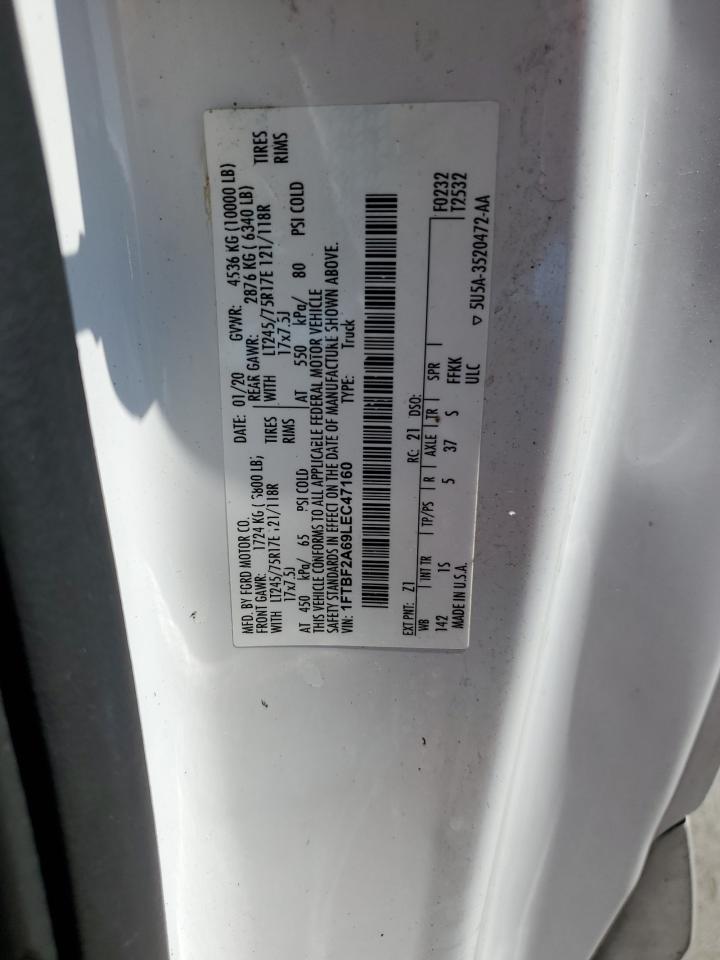 MFD. BY FORD MOTOR CO.
DATE: 01/20 GVWR: 4536 KG (10000 LB)
FRONT GAWR: 1724 KG (3800 LB) REAR GAWR: 2876 KG ( 6340 LB)
WITH LT245/75R17E 121/118R TIRES WITH LT245/75R17E 121/118R TIRES
17x7.5J RIMS 17x7.5J RIMS
AT 450 kPa/ 65 PSI COLD AT 550 kPa/ 80 PSI COLD
THIS VEHICLE CONFORMS TO ALL APPLICABLE FEDERAL MOTOR VEHICLE
SAFETY STANDARDS IN EFFECT ON THE DATE OF MANUFACTURE SHOWN ABOVE.
VIN: 1FTBF2A69LEC47160 TYPE: Truck
EXT PNT: Z1 RC: 21 DSO: F0232
T2532
WB INT TR TP/PS R AXLE TR SPR
142 1S 5 37 S FFKK
MADE IN U.S.A. ULC
▽ 5U5A-3520472-AA